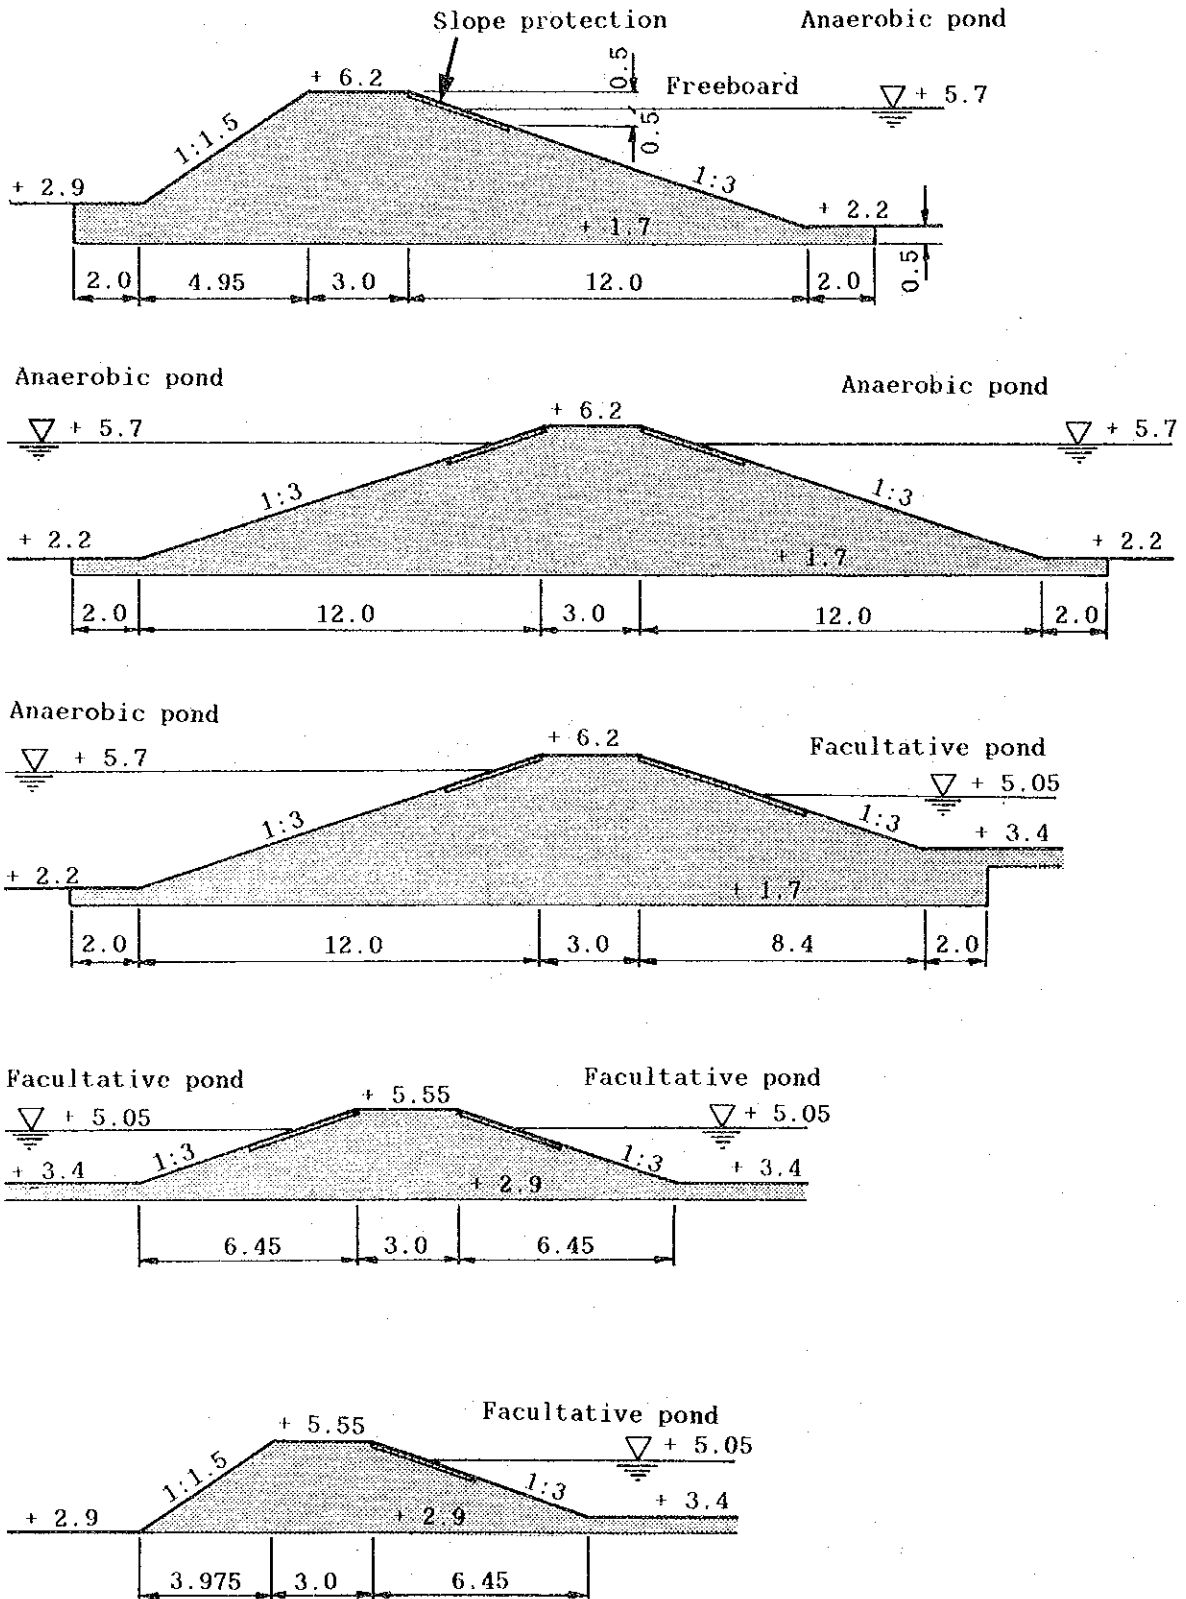 Slope protection
Anaerobic pond
+ 6.2
0.5
Freeboard
+ 5.7
0.5
1:1.5
1:3
+ 2.9
+ 2.2
+ 1.7
0.5
2.0 4.95 3.0 12.0 2.0
Anaerobic pond
Anaerobic pond
+ 5.7
+ 6.2
+ 5.7
1:3
1:3
+ 2.2
+ 1.7
+ 2.2
2.0 12.0 3.0 12.0 2.0
Anaerobic pond
+ 5.7
+ 6.2
Facultative pond
+ 5.05
1:3
1:3
+ 3.4
+ 2.2
+ 1.7
2.0 12.0 3.0 8.4 2.0
Facultative pond
Facultative pond
+ 5.05
+ 5.55
+ 5.05
1:3
1:3
+ 3.4
+ 2.9
+ 3.4
6.45 3.0 6.45
Facultative pond
+ 5.55
+ 5.05
1:1.5
1:3
+ 2.9
+ 2.9
+ 3.4
3.975 3.0 6.45